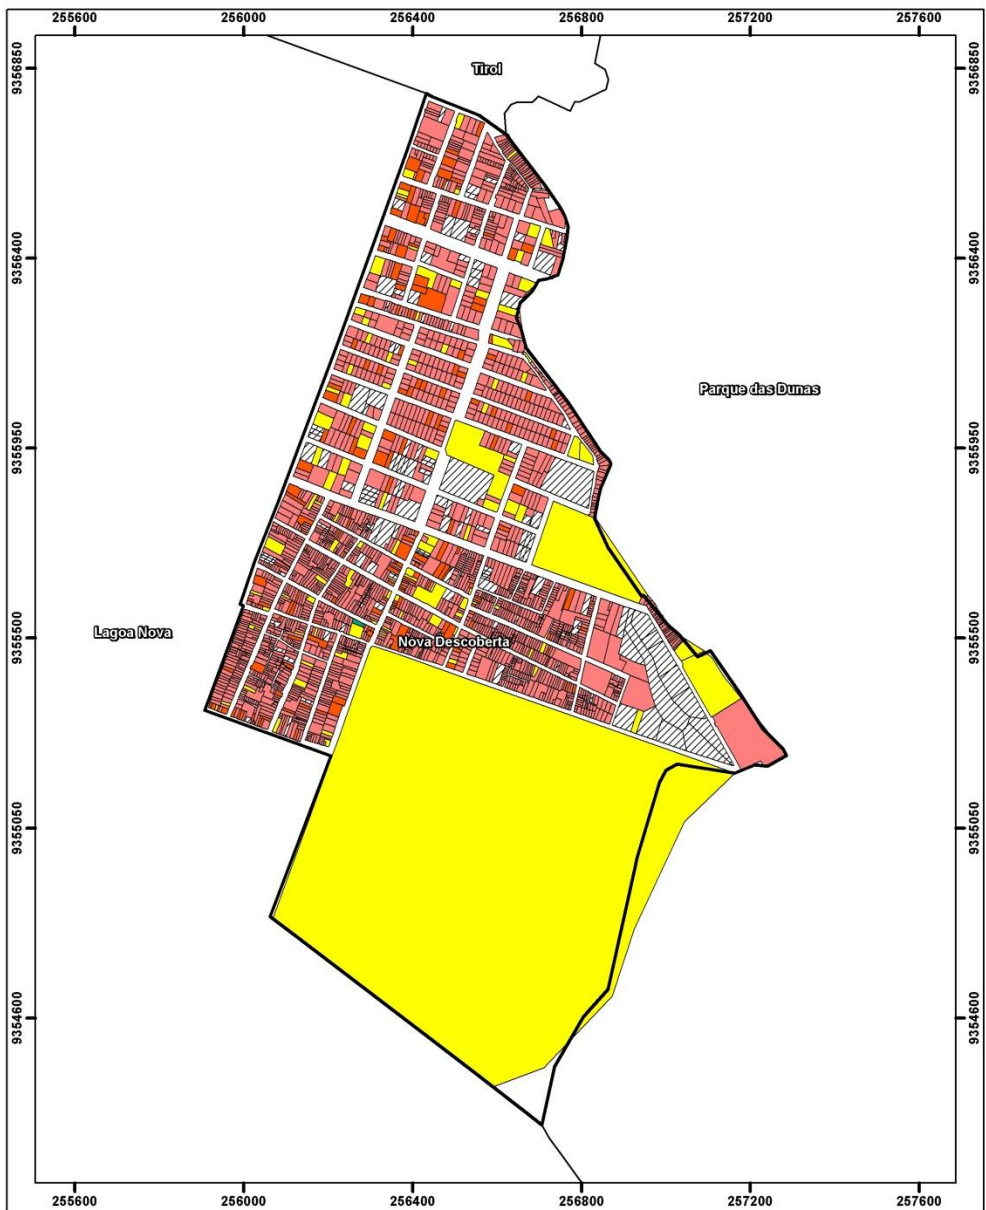 255600 256000 256400 256800 257200 257600
9356850 9356850
Tirol
9356400 9356400
Parque das Dunas
9355950 9355950
Lagoa Nova
Nova Descoberta
9355500 9355500
9355050 9355050
9354600 9354600
255600 256000 256400 256800 257200 257600